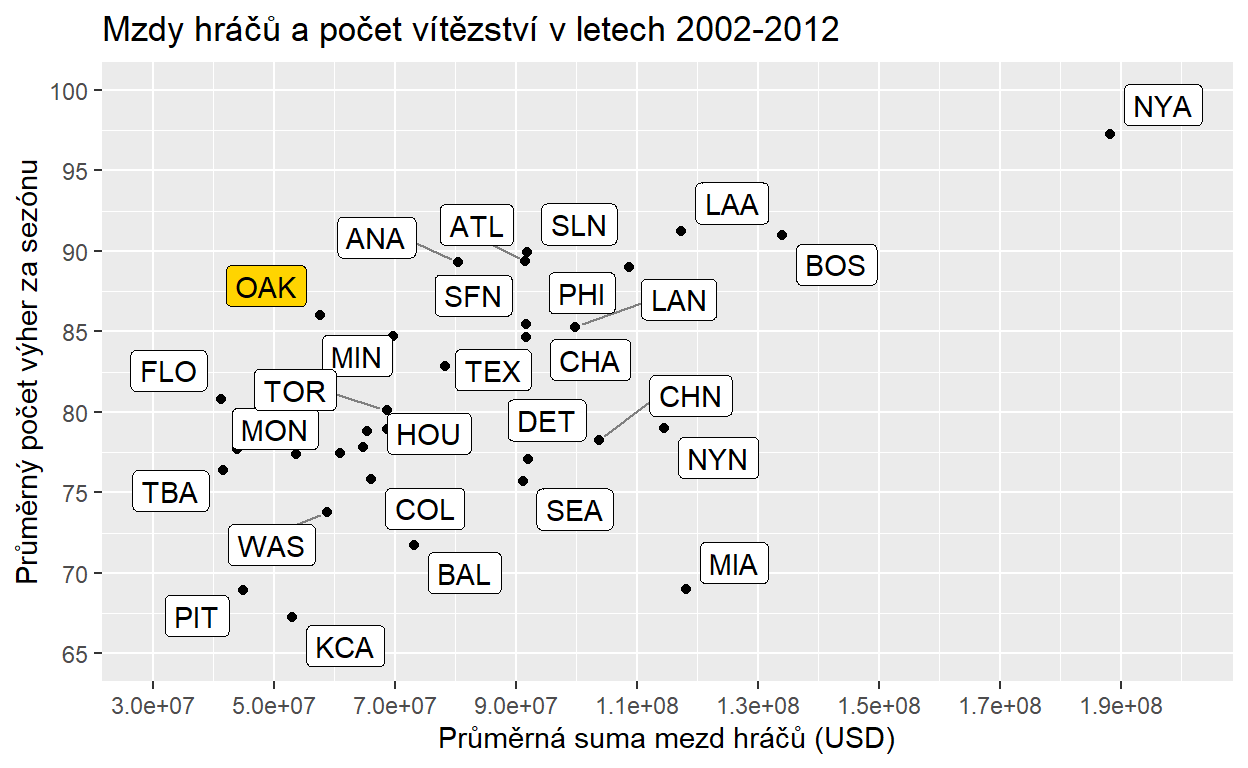 Mzdy hráčů a počet vítězství v letech 2002-2012
Průměrný počet výher za sezónu
100
95
90
85
80
75
70
65
NYA
LAA
BOS
SLN
ATL
ANA
OAK
SFN
PHI
LAN
MIN
FLO
TEX
CHA
TOR
CHN
MON
HOU
DET
NYN
TBA
COL
SEA
WAS
BAL
MIA
PIT
KCA
3.0e+07 5.0e+07 7.0e+07 9.0e+07 1.1e+08 1.3e+08 1.5e+08 1.7e+08 1.9e+08
Průměrná suma mezd hráčů (USD)